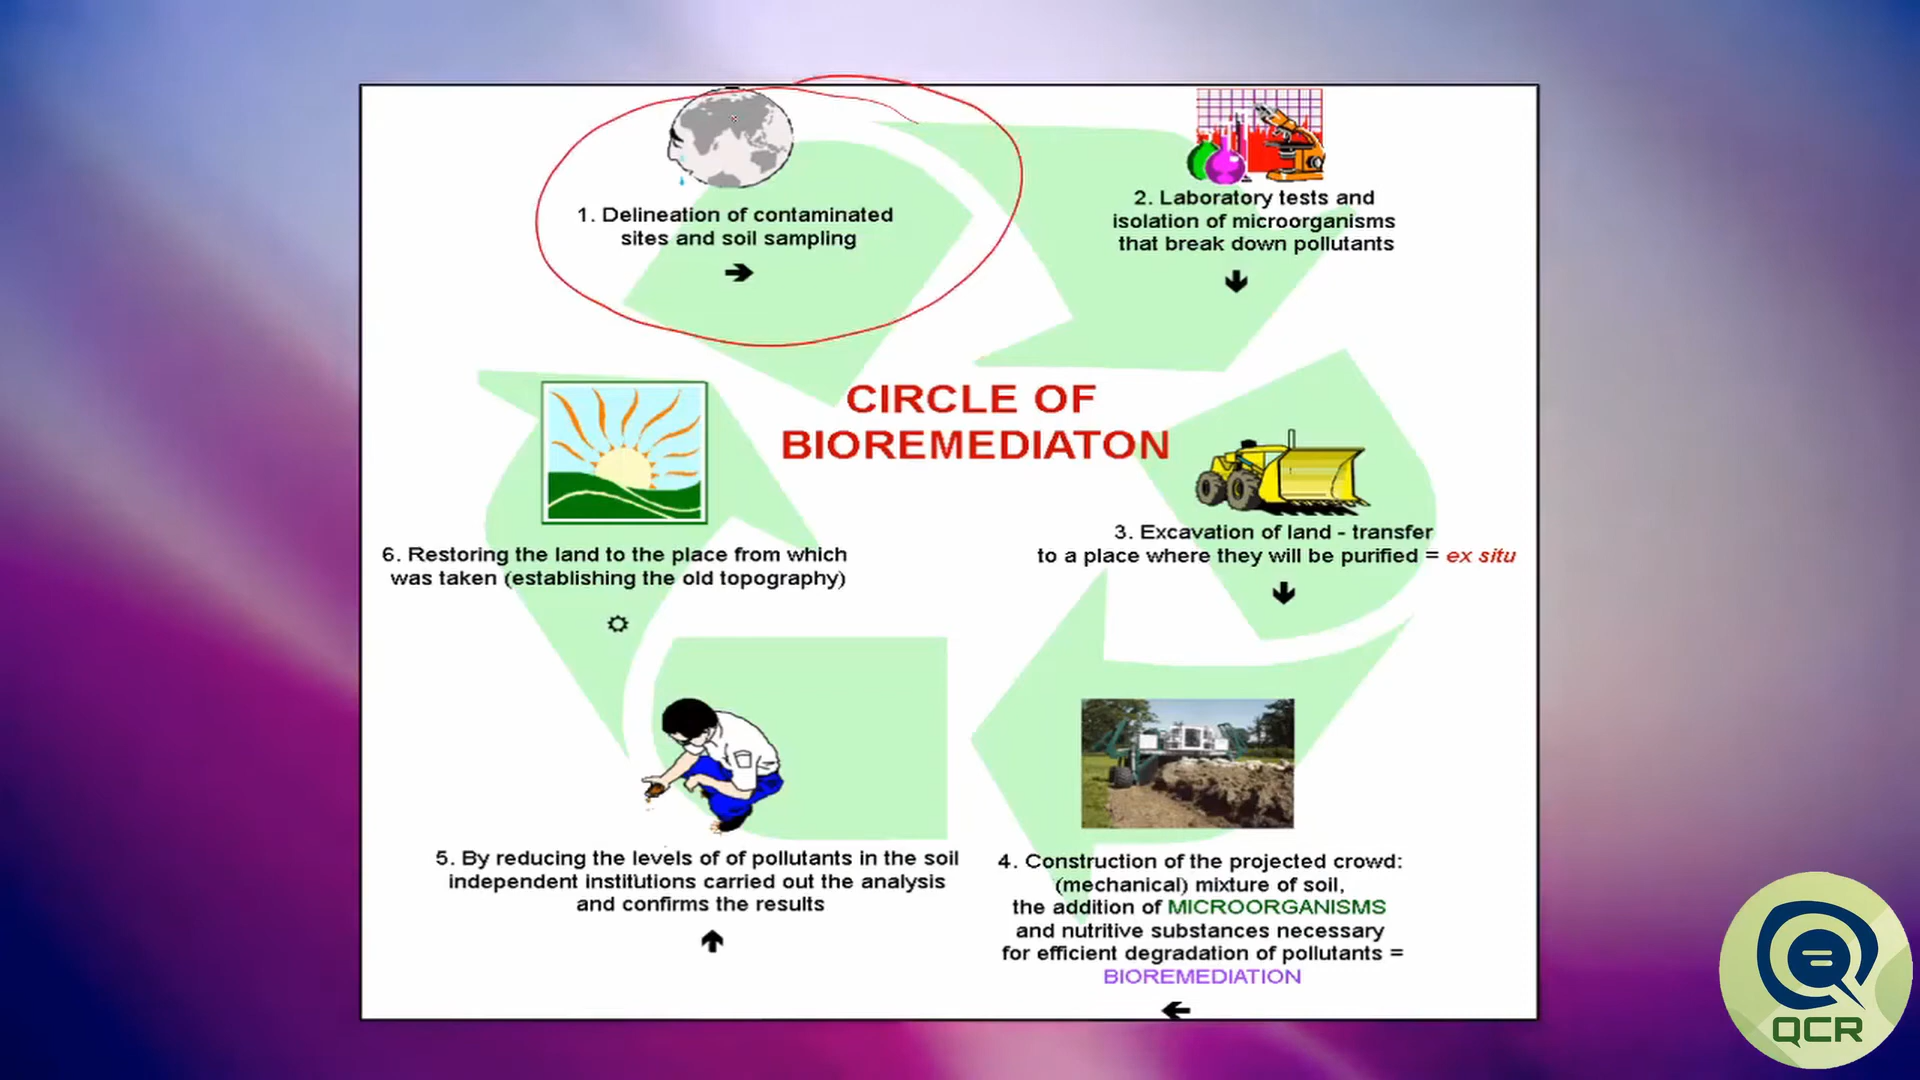 1. Delineation of contaminated
sites and soil sampling
2. Laboratory tests and
isolation of microorganisms
that break down pollutants
CIRCLE OF
BIOREMEDIATON
3. Excavation of land - transfer
to a place where they will be purified = ex situ
4. Construction of the projected crowd:
(mechanical) mixture of soil,
the addition of MICROORGANISMS
and nutritive substances necessary
for efficient degradation of pollutants =
BIOREMEDIATION
5. By reducing the levels of of pollutants in the soil
independent institutions carried out the analysis
and confirms the results
6. Restoring the land to the place from which
was taken (establishing the old topography)
QCR